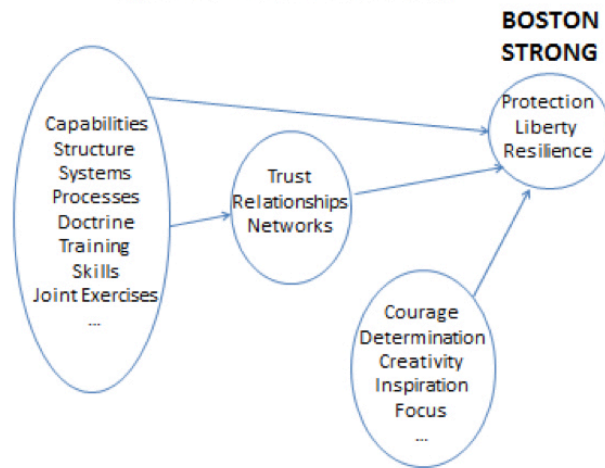 BOSTON
STRONG
Protection
Liberty
Resilience
Capabilities
Structure
Systems
Processes
Doctrine
Training
Skills
Joint Exercises
...
Trust
Relationships
Networks
Courage
Determination
Creativity
Inspiration
Focus
...